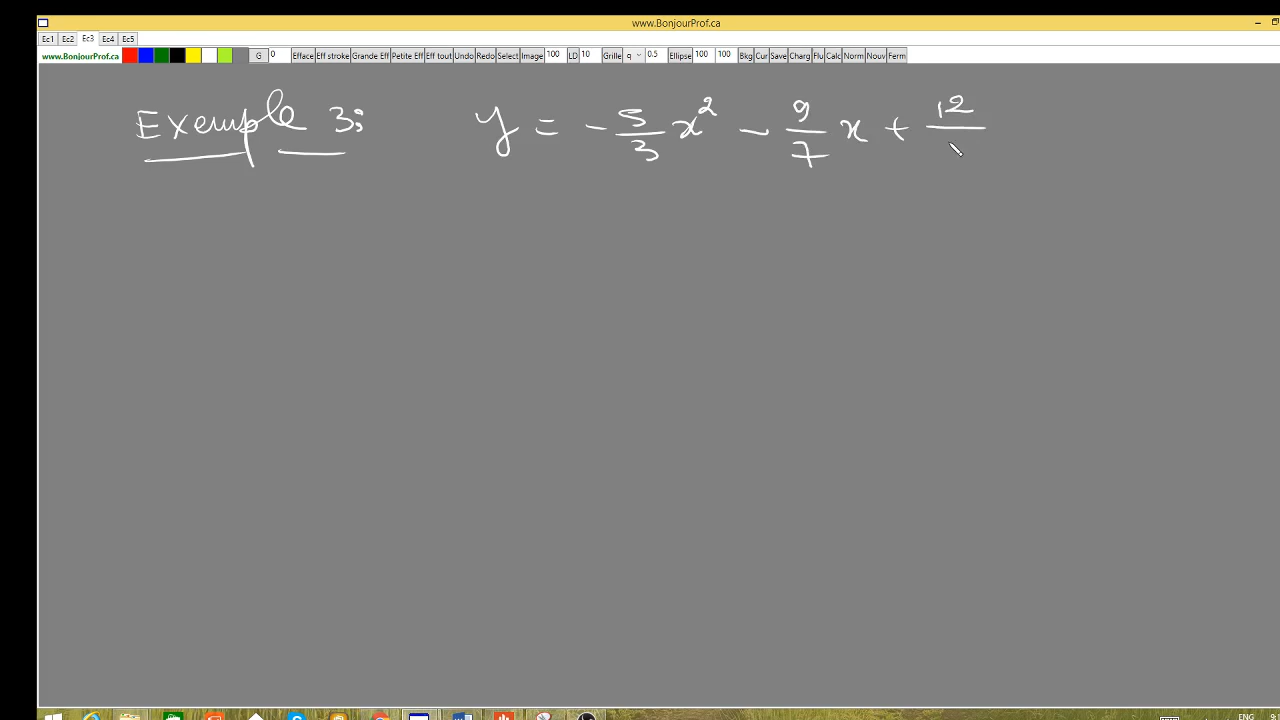 www.BonjourProf.ca
Ec1 Ec2 Ec3 Ec4 Ec5
www.BonjourProf.ca G 0 Efface Eff stroke Grande Eff Petite Eff Eff tout Undo Redo Select Image 100 LD 10 Grille q 0.5 Ellipse 100 100 Bkg Cur Save Charg Flu Calc Norm Nouv Ferm
Exemple 3: y = -5/3 x² - 9/7 x + 12/
ENG